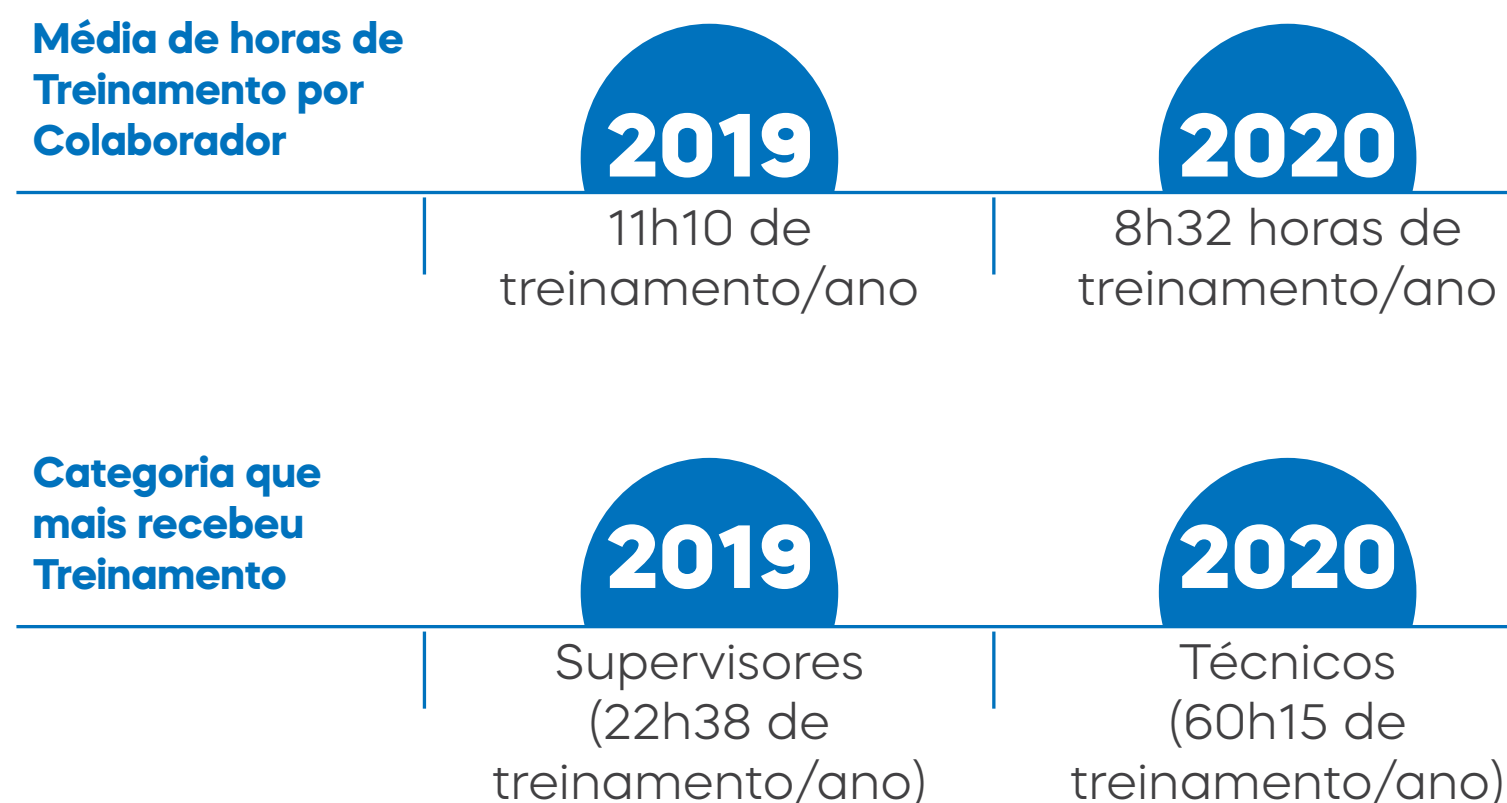 Média de horas de
Treinamento por
Colaborador
2019
2020
11h10 de
treinamento/ano
8h32 horas de
treinamento/ano
Categoria que
mais recebeu
Treinamento
2019
2020
Supervisores
(22h38 de
treinamento/ano)
Técnicos
(60h15 de
treinamento/ano)